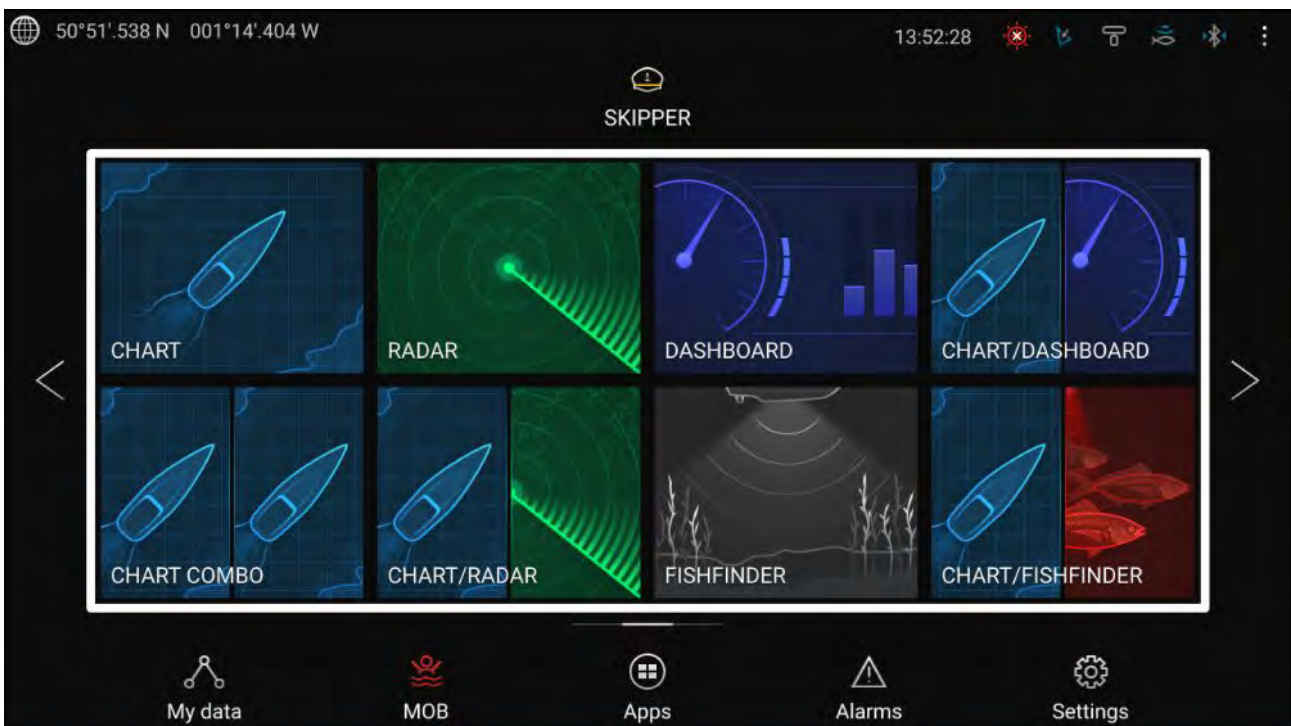 50°51'.538 N 001°14'.404 W
13:52:28
SKIPPER
CHART
RADAR
DASHBOARD
CHART/DASHBOARD
CHART COMBO
CHART/RADAR
FISHFINDER
CHART/FISHFINDER
My data
MOB
Apps
Alarms
Settings